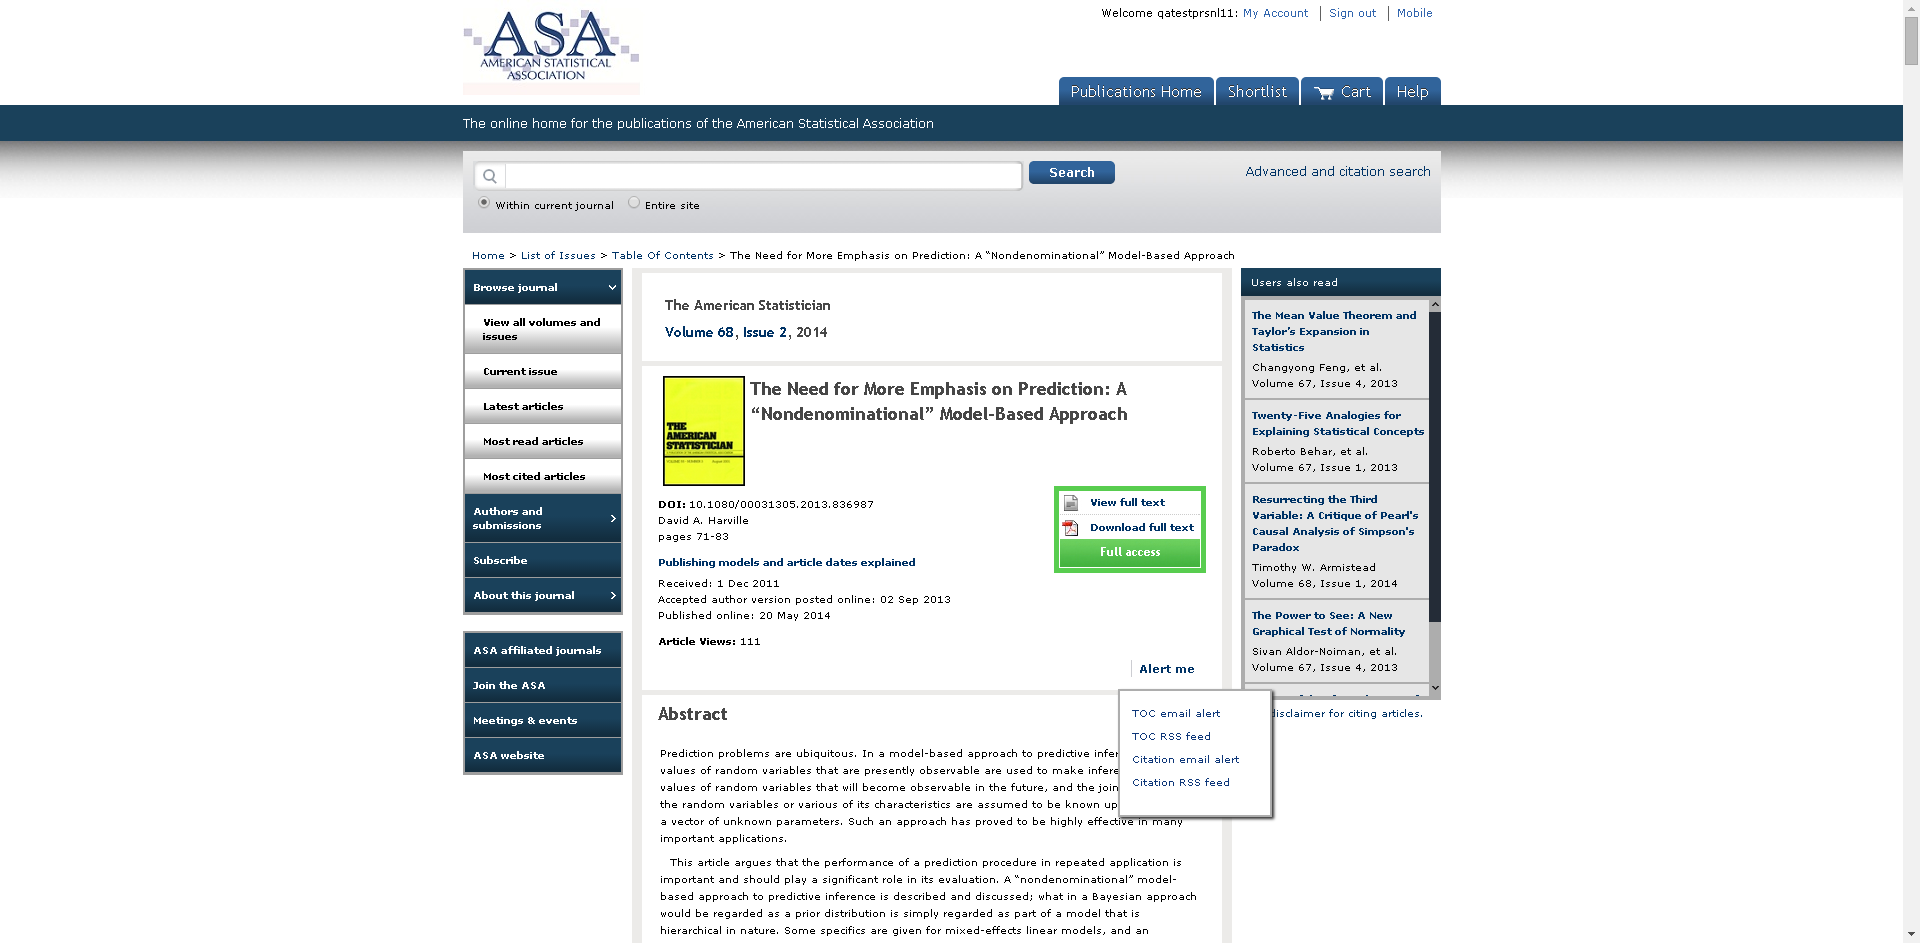 ASA
AMERICAN STATISTICAL
ASSOCIATION
Welcome qatestprsnl11: My Account | Sign out | Mobile
Publications Home
Shortlist
Cart
Help
The online home for the publications of the American Statistical Association
Search
Advanced and citation search
Within current journal
Entire site
Home > List of Issues > Table Of Contents > The Need for More Emphasis on Prediction: A “Nondenominational” Model-Based Approach
Browse journal
View all volumes and
issues
Current issue
Latest articles
Most read articles
Most cited articles
Authors and
submissions
Subscribe
About this journal
ASA affiliated journals
Join the ASA
Meetings & events
ASA website
The American Statistician
Volume 68, Issue 2, 2014
THE
AMERICAN
STATISTICIAN
The Need for More Emphasis on Prediction: A
“Nondenominational” Model-Based Approach
DOI: 10.1080/00031305.2013.836987
David A. Harville
pages 71-83
View full text
Download full text
Full access
Publishing models and article dates explained
Received: 1 Dec 2011
Accepted author version posted online: 02 Sep 2013
Published online: 20 May 2014
Article Views: 111
Alert me
TOC email alert
TOC RSS feed
Citation email alert
Citation RSS feed
Abstract
Prediction problems are ubiquitous. In a model-based approach to predictive
values of random variables that are presently observable are used to make
values of random variables that will become observable in the future, and the
the random variables or various of its characteristics are assumed to be known
a vector of unknown parameters. Such an approach has proved to be highly effective in many
important applications.
This article argues that the performance of a prediction procedure in repeated application is
important and should play a significant role in its evaluation. A “nondenominational” model-
based approach to predictive inference is described and discussed; what in a Bayesian approach
would be regarded as a prior distribution is simply regarded as part of a model that is
hierarchical in nature. Some specifics are given for mixed-effects linear models, and an
Users also read
The Mean Value Theorem and
Taylor’s Expansion in
Statistics
Changyong Feng, et al.
Volume 67, Issue 4, 2013
Twenty-Five Analogies for
Explaining Statistical Concepts
Roberto Behar, et al.
Volume 67, Issue 1, 2013
Resurrecting the Third
Variable: A Critique of Pearl's
Causal Analysis of Simpson's
Paradox
Timothy W. Armistead
Volume 68, Issue 1, 2014
The Power to See: A New
Graphical Test of Normality
Sivan Aldor-Noiman, et al.
Volume 67, Issue 4, 2013
disclaimer for citing articles.